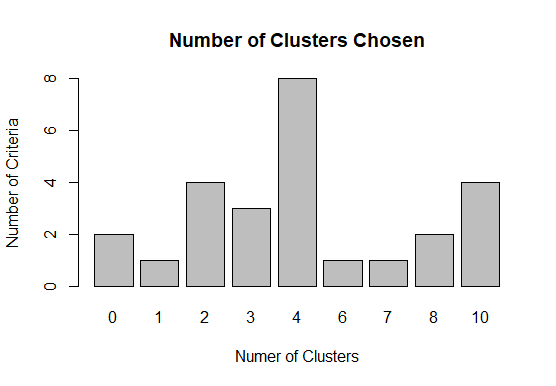 Number of Clusters Chosen
Number of Criteria
8
6
4
2
0
0 1 2 3 4 6 7 8 10
Numer of Clusters